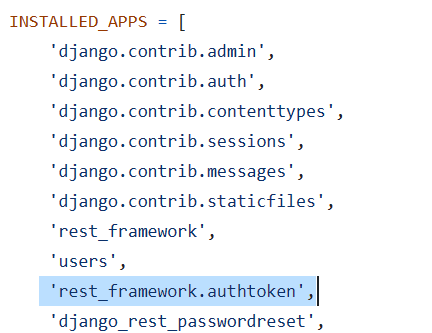 INSTALLED_APPS = [
    'django.contrib.admin',
    'django.contrib.auth',
    'django.contrib.contenttypes',
    'django.contrib.sessions',
    'django.contrib.messages',
    'django.contrib.staticfiles',
    'rest_framework',
    'users',
    'rest_framework.authtoken',
    'django_rest_passwordreset',